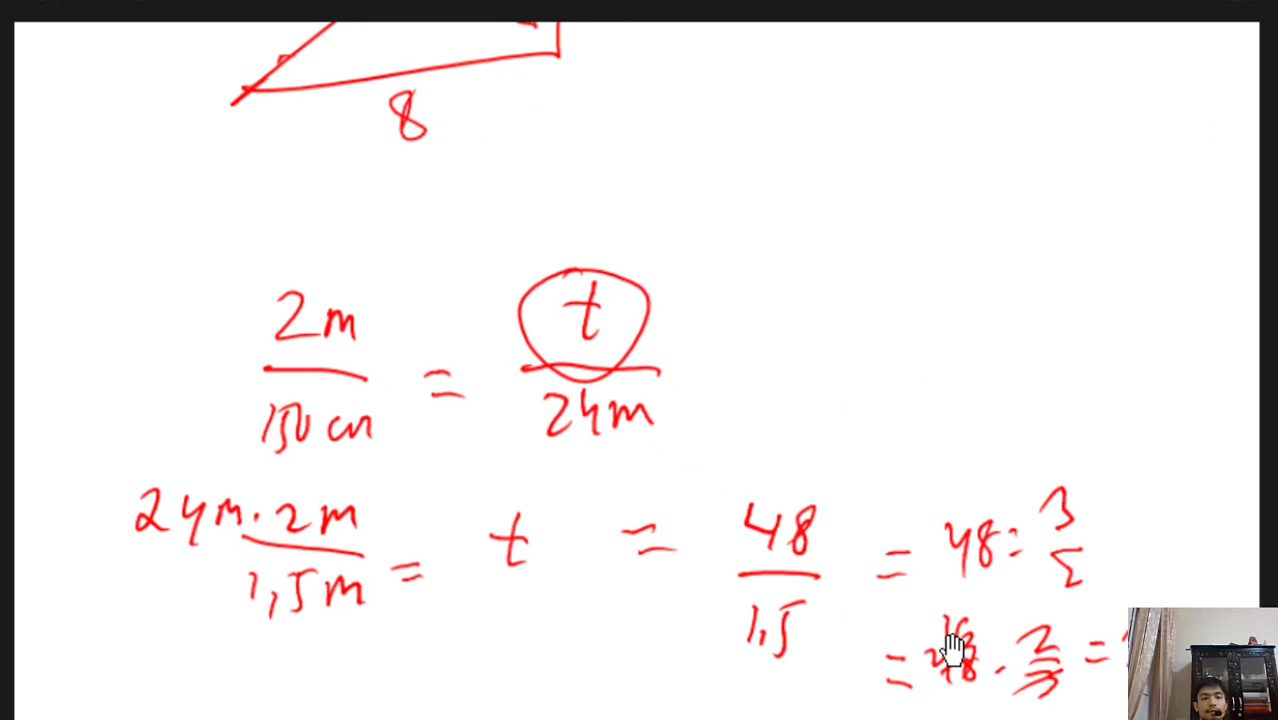 8
2m / 150 cm = t / 24m
24m . 2m / 1,5m = t = 48 / 1,5 = 48 : 3 / 2
= 48 . 2 / 3 =